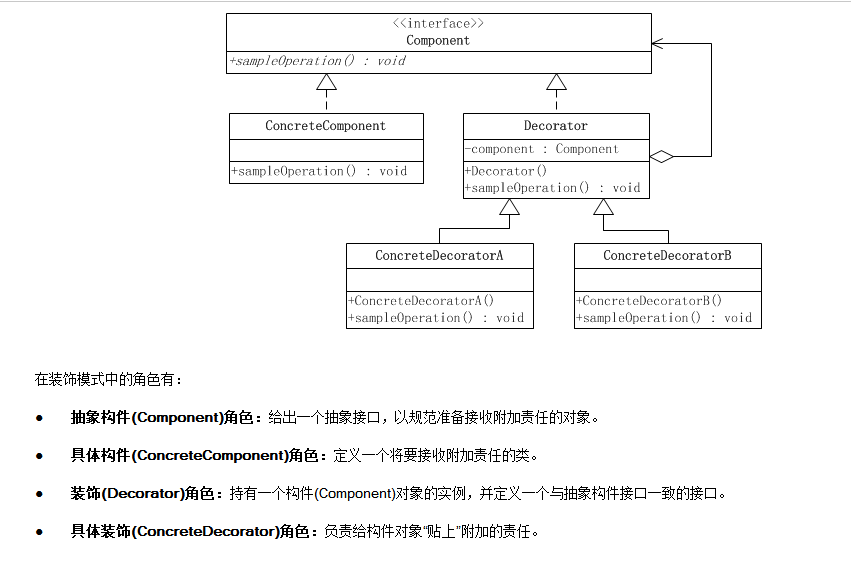 <<interface>>
Component
+sampleOperation() : void
ConcreteComponent
+sampleOperation() : void
Decorator
-component : Component
+Decorator()
+sampleOperation() : void
ConcreteDecoratorA
+ConcreteDecoratorA()
+sampleOperation() : void
ConcreteDecoratorB
+ConcreteDecoratorB()
+sampleOperation() : void
在装饰模式中的角色有：
● 抽象构件(Component)角色：给出一个抽象接口，以规范准备接收附加责任的对象。
● 具体构件(ConcreteComponent)角色：定义一个将要接收附加责任的类。
● 装饰(Decorator)角色：持有一个构件(Component)对象的实例，并定义一个与抽象构件接口一致的接口。
● 具体装饰(ConcreteDecorator)角色：负责给构件对象“贴上”附加的责任。